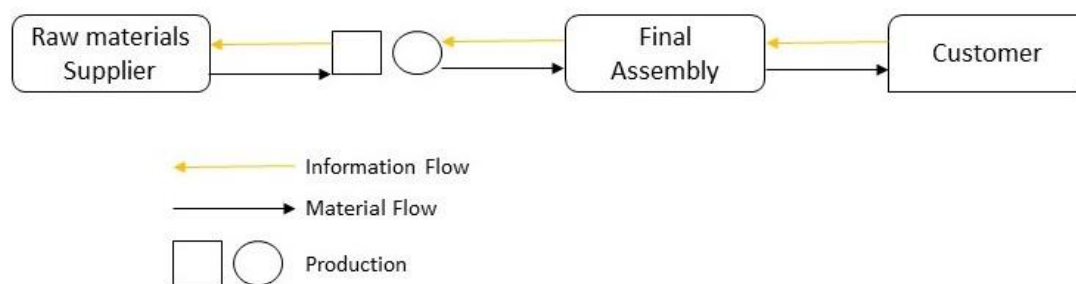 Raw materials
Supplier
Final
Assembly
Customer
Information Flow
Material Flow
Production